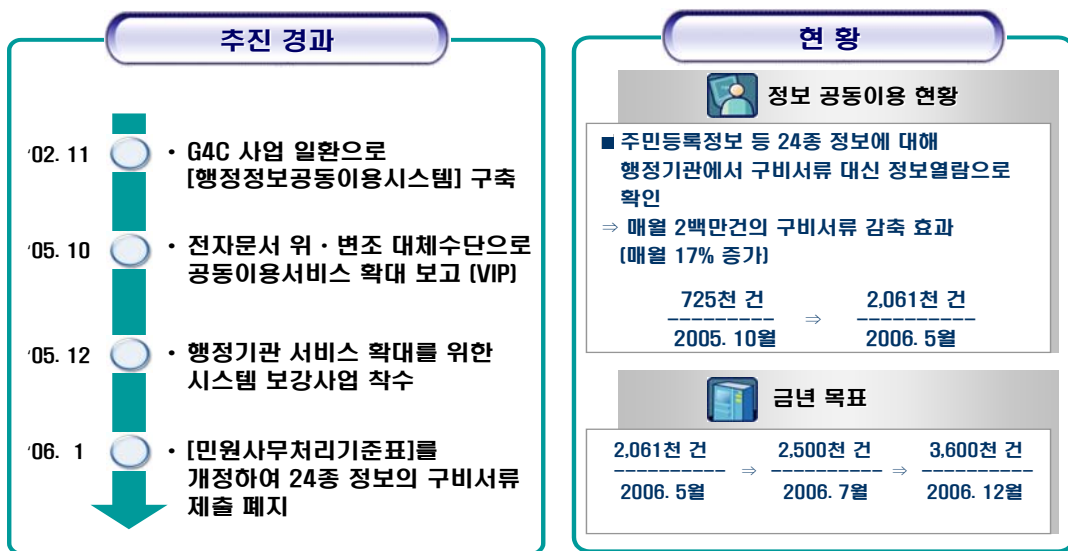 추진 경과
'02. 11
• G4C 사업 일환으로
[행정정보공동이용시스템] 구축
'05. 10
• 전자문서 위·변조 대체수단으로
공동이용서비스 확대 보고 (VIP)
'05. 12
• 행정기관 서비스 확대를 위한
시스템 보강사업 착수
'06. 1
• [민원사무처리기준표]를
개정하여 24종 정보의 구비서류
제출 폐지
현 황
정보 공동이용 현황
■ 주민등록정보 등 24종 정보에 대해
행정기관에서 구비서류 대신 정보열람으로
확인
⇒ 매월 2백만건의 구비서류 감축 효과
(매월 17% 증가)
725천 건 ⇒ 2,061천 건
2005. 10월 2006. 5월
금년 목표
2,061천 건 ⇒ 2,500천 건 ⇒ 3,600천 건
2006. 5월 2006. 7월 2006. 12월